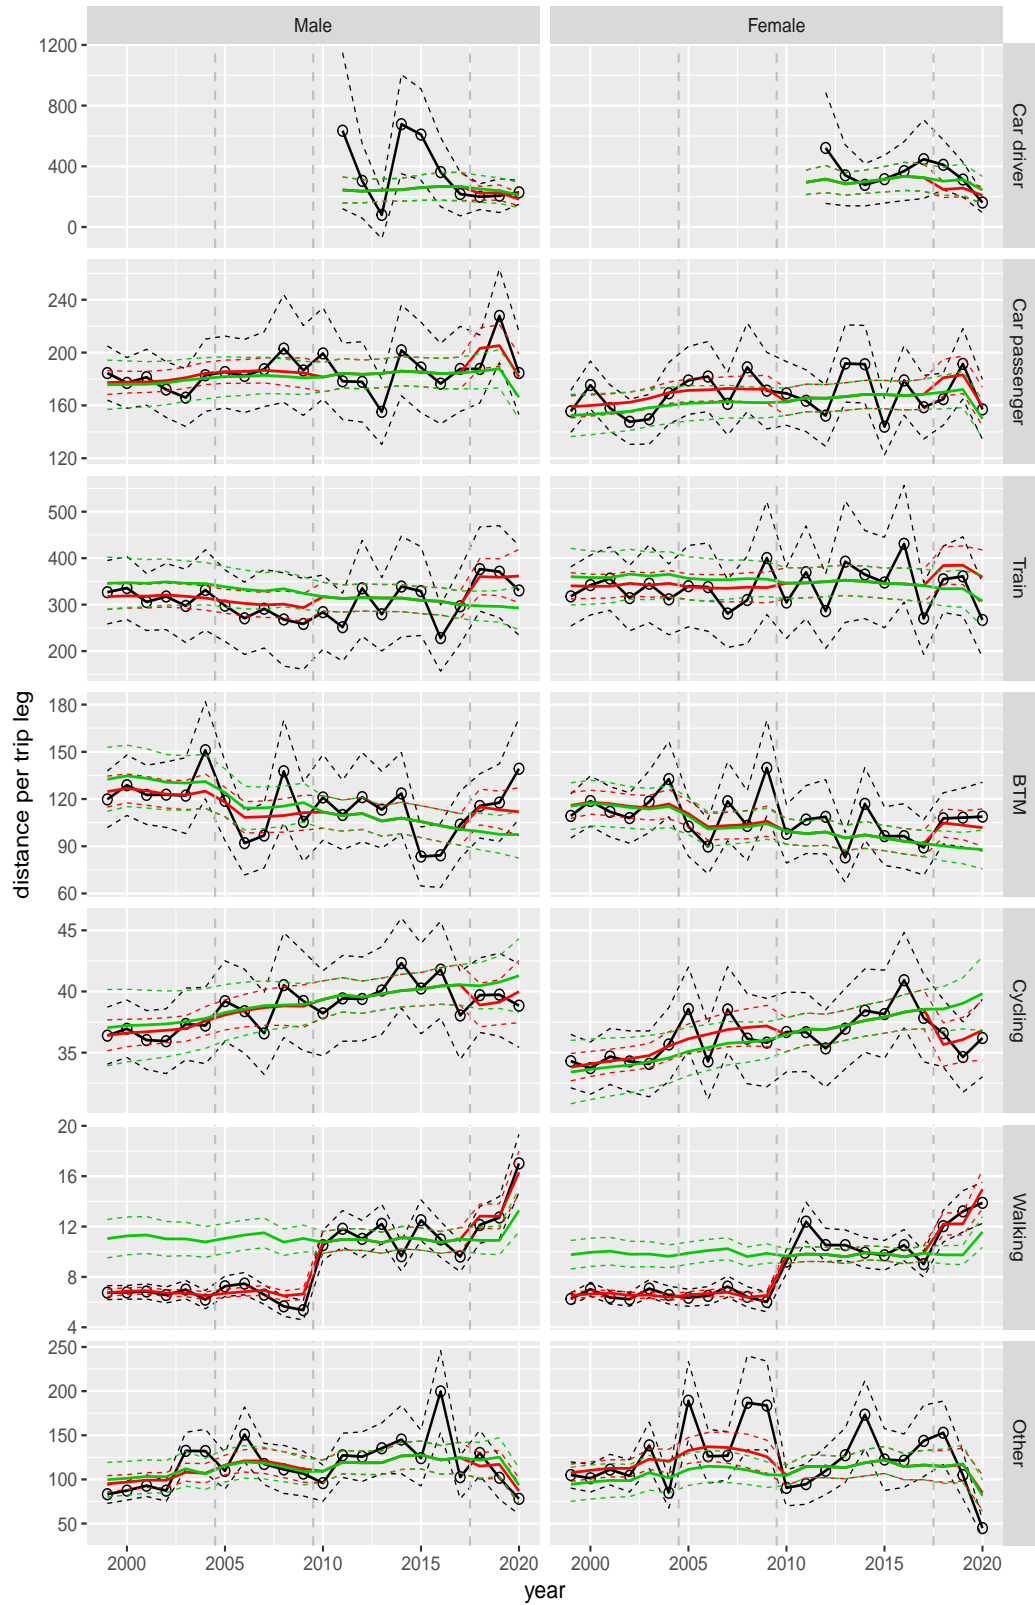 Male Female
1200
800
400
0
Car driver
240
200
160
120
Car passenger
500
400
300
200
Train
180
150
120
90
60
BTM
distance per trip leg
45
40
35
Cycling
20
16
12
8
4
Walking
250
200
150
100
50
Other
2000 2005 2010 2015 2020 2000 2005 2010 2015 2020
year